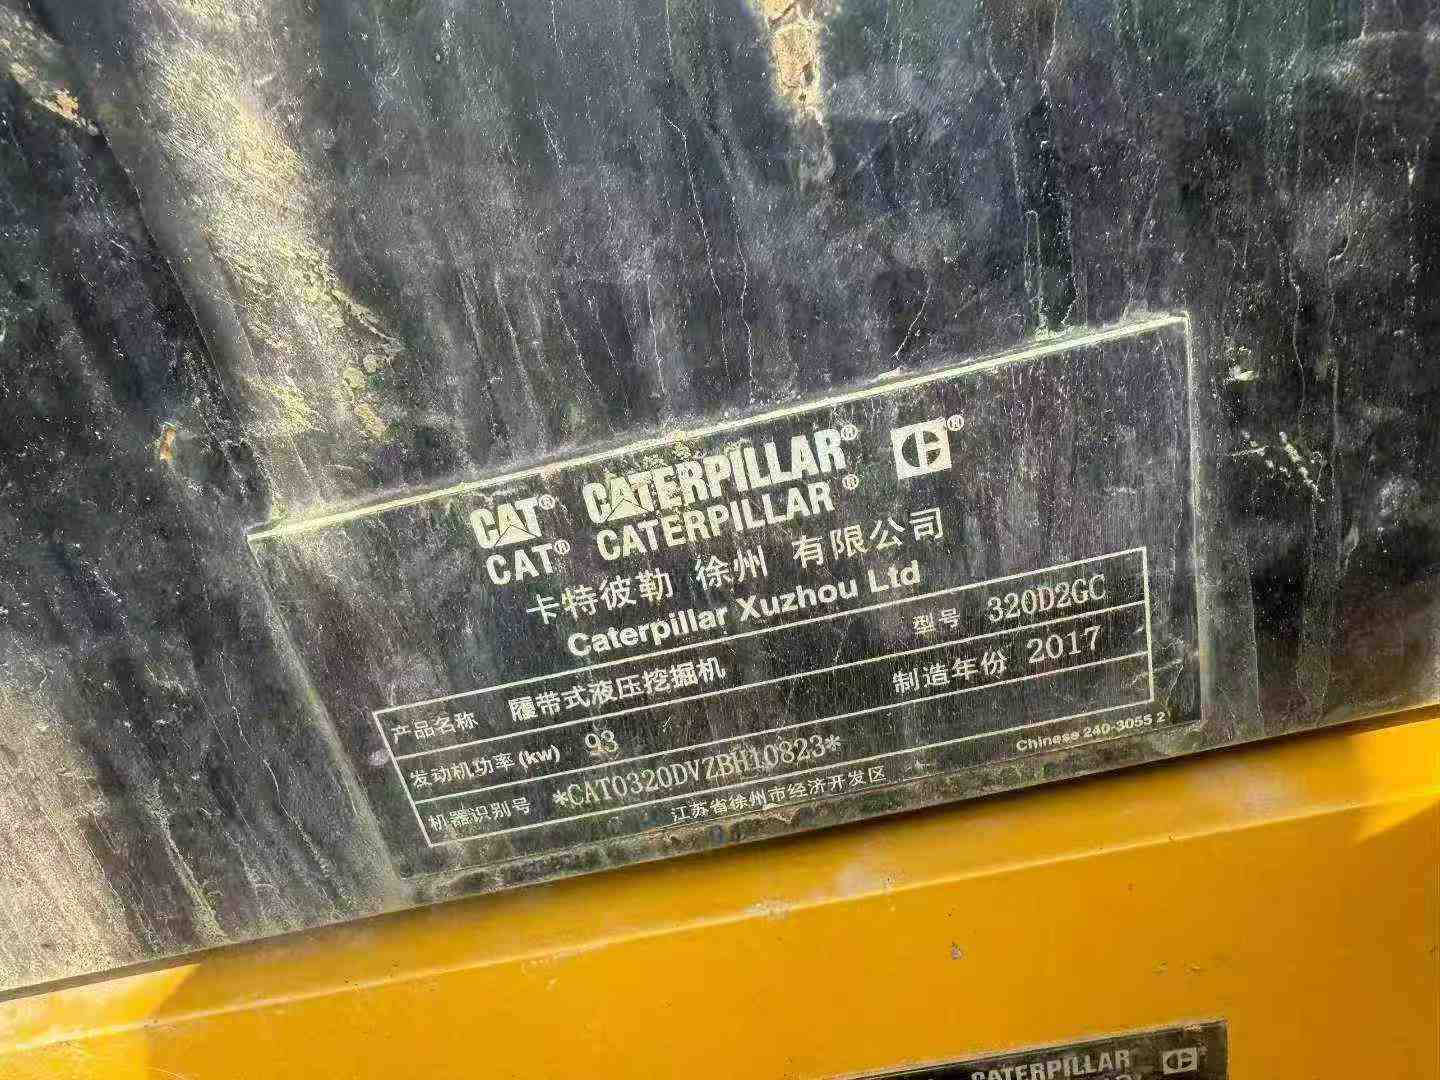 CAT® CATERPILLAR® ®
CAT® CATERPILLAR®
卡特彼勒 徐州 有限公司
Caterpillar Xuzhou Ltd
产品名称 履带式液压挖掘机 型号 320D2GC
发动机功率(kw) 93 制造年份 2017
机器识别号 *CAT0320DVZBH10823*
Chinese 240-3055 2
江苏省徐州市经济开发区
CATERPILLAR